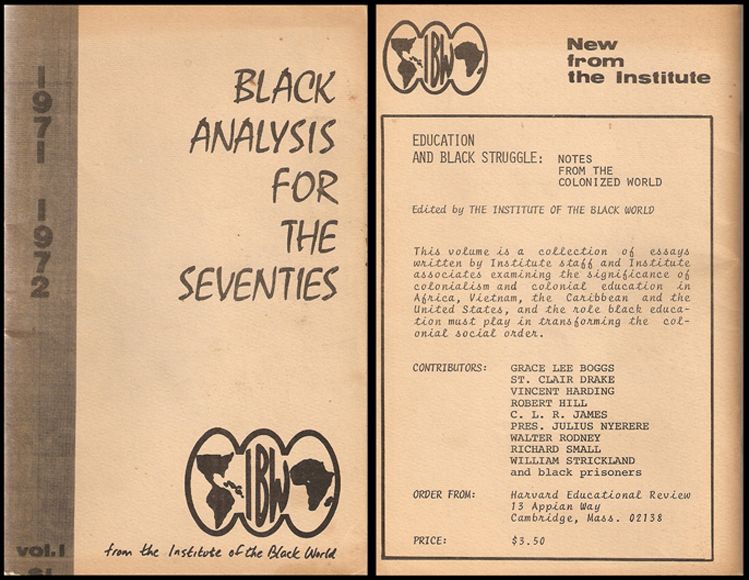 1971 1972
BLACK
ANALYSIS
FOR
THE
SEVENTIES
IBW
vol.1
$1
from the Institute of the Black World
IBW
New
from
the Institute
EDUCATION
AND BLACK STRUGGLE: NOTES
FROM THE
COLONIZED WORLD
Edited by THE INSTITUTE OF THE BLACK WORLD
This volume is a collection of essays
written by Institute staff and Institute
associates examining the significance of
colonialism and colonial education in
Africa, Vietnam, the Caribbean and the
United States, and the role black educa-
tion must play in transforming the col-
onial social order.
CONTRIBUTORS: GRACE LEE BOGGS
ST. CLAIR DRAKE
VINCENT HARDING
ROBERT HILL
C. L. R. JAMES
PRES. JULIUS NYERERE
WALTER RODNEY
RICHARD SMALL
WILLIAM STRICKLAND
and black prisoners
ORDER FROM: Harvard Educational Review
13 Appian Way
Cambridge, Mass. 02138
PRICE: $3.50